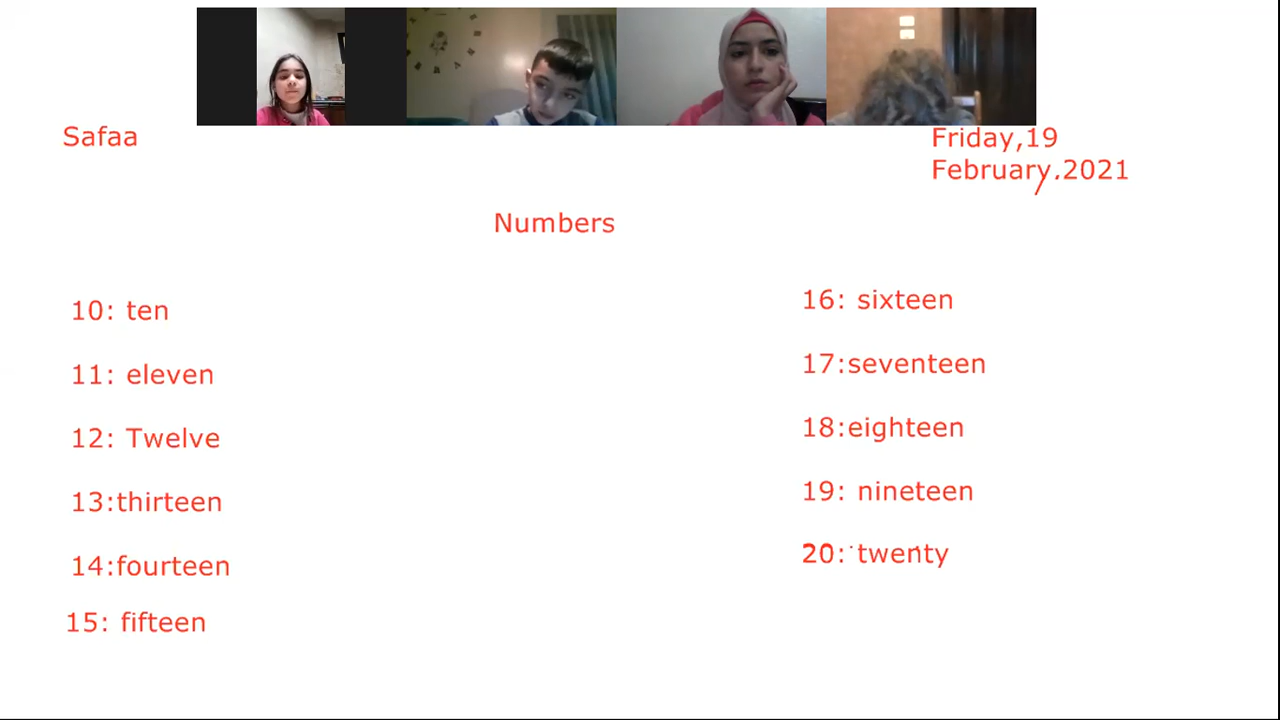 Safaa
Friday,19
February.2021
Numbers
10: ten
11: eleven
12: Twelve
13:thirteen
14:fourteen
15: fifteen
16: sixteen
17:seventeen
18:eighteen
19: nineteen
20: twenty